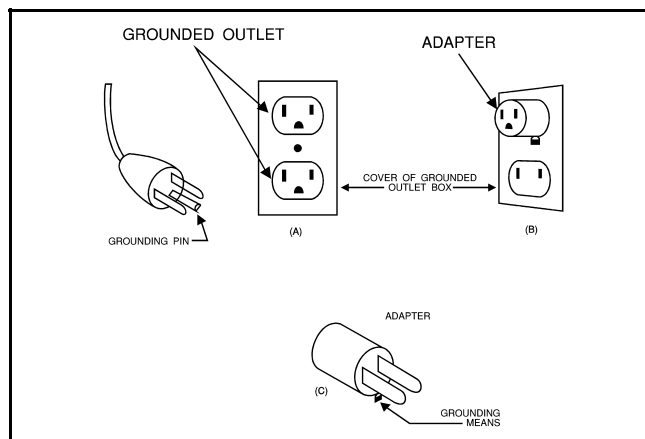 GROUNDED OUTLET
ADAPTER
COVER OF GROUNDED
OUTLET BOX
GROUNDING PIN
(A)
(B)
ADAPTER
(C)
GROUNDING
MEANS